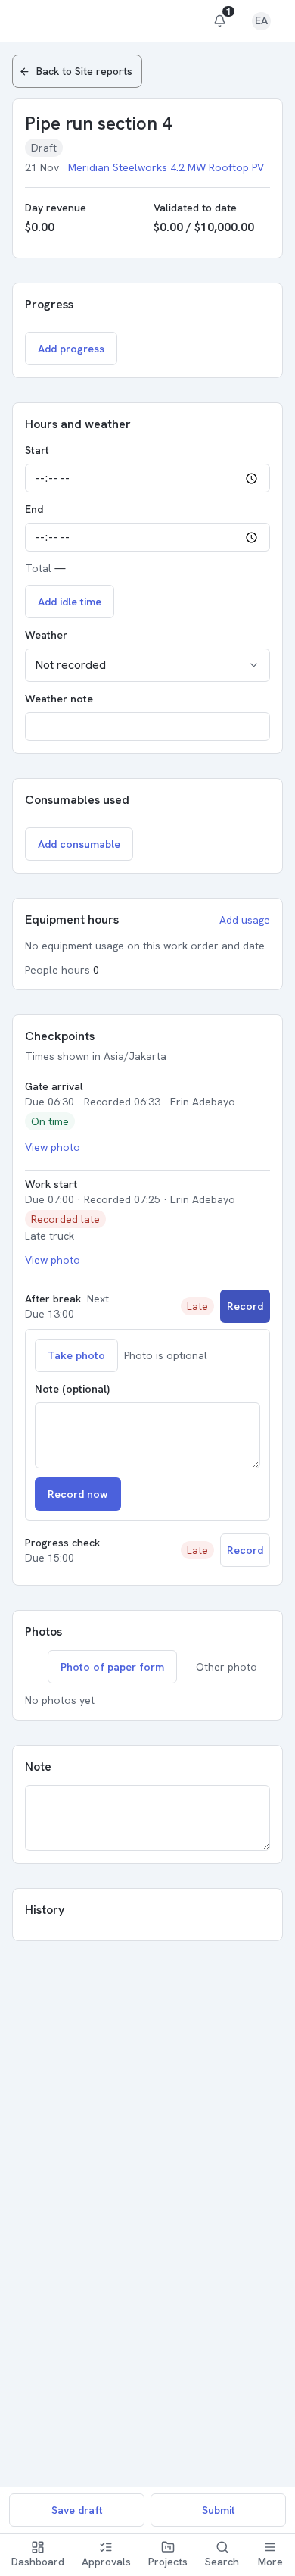 1
EA
Back to Site reports
Pipe run section 4
Draft
21 Nov Meridian Steelworks 4.2 MW Rooftop PV
Day revenue
$0.00
Validated to date
$0.00 / $10,000.00
Progress
Add progress
Hours and weather
Start
--:-- --
End
--:-- --
Total —
Add idle time
Weather
Not recorded
Weather note
Consumables used
Add consumable
Equipment hours
Add usage
No equipment usage on this work order and date
People hours 0
Checkpoints
Times shown in Asia/Jakarta
Gate arrival
Due 06:30 · Recorded 06:33 · Erin Adebayo
On time
View photo
Work start
Due 07:00 · Recorded 07:25 · Erin Adebayo
Recorded late
Late truck
View photo
After break Next
Due 13:00
Late
Record
Take photo
Photo is optional
Note (optional)
Record now
Progress check
Due 15:00
Late
Record
Photos
Photo of paper form
Other photo
No photos yet
Note
History
Save draft
Submit
Dashboard
Approvals
Projects
Search
More